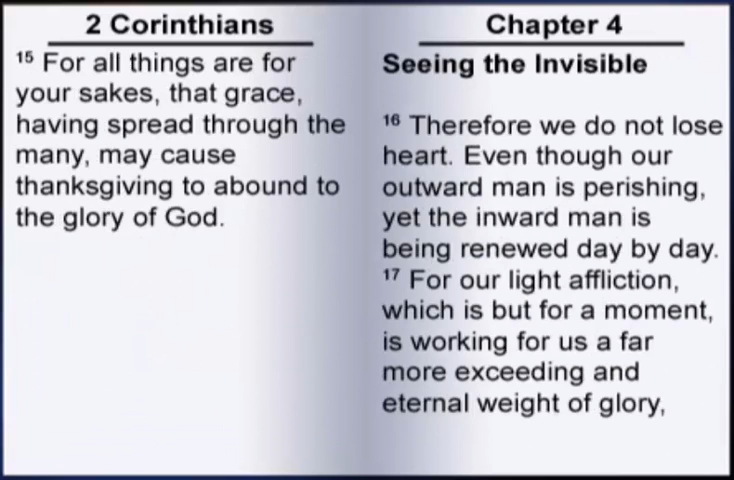 2 Corinthians
¹⁵ For all things are for
your sakes, that grace,
having spread through the
many, may cause
thanksgiving to abound to
the glory of God.
Chapter 4
Seeing the Invisible
¹⁶ Therefore we do not lose
heart. Even though our
outward man is perishing,
yet the inward man is
being renewed day by day.
¹⁷ For our light affliction,
which is but for a moment,
is working for us a far
more exceeding and
eternal weight of glory,